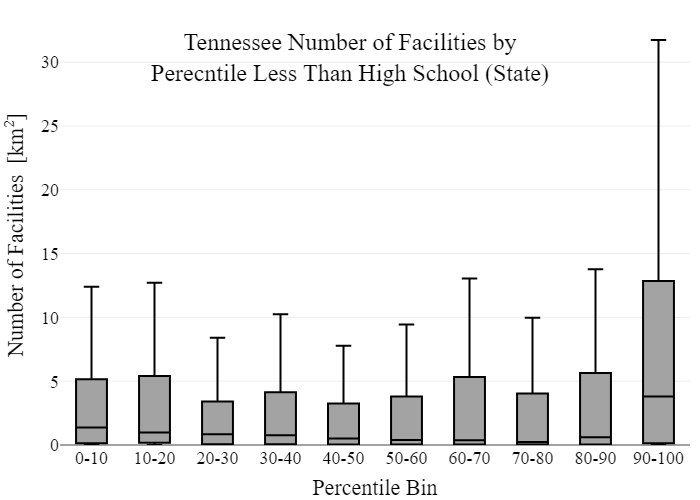 Tennessee Number of Facilities by
Perecntile Less Than High School (State)
Number of Facilities [km²]
30
25
20
15
10
5
0
0-10 10-20 20-30 30-40 40-50 50-60 60-70 70-80 80-90 90-100
Percentile Bin